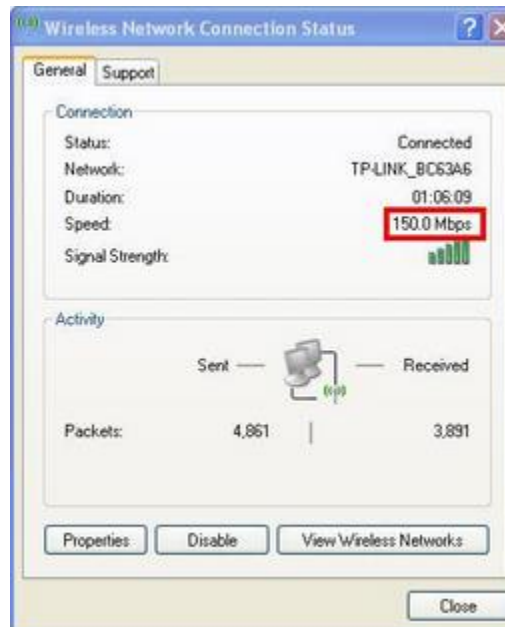 Wireless Network Connection Status
General Support
Connection
Status: Connected
Network: TP-LINK_BC63A6
Duration: 01:06:09
Speed: 150.0 Mbps
Signal Strength:
Activity
Sent Received
Packets: 4,861 3,891
Properties Disable View Wireless Networks
Close